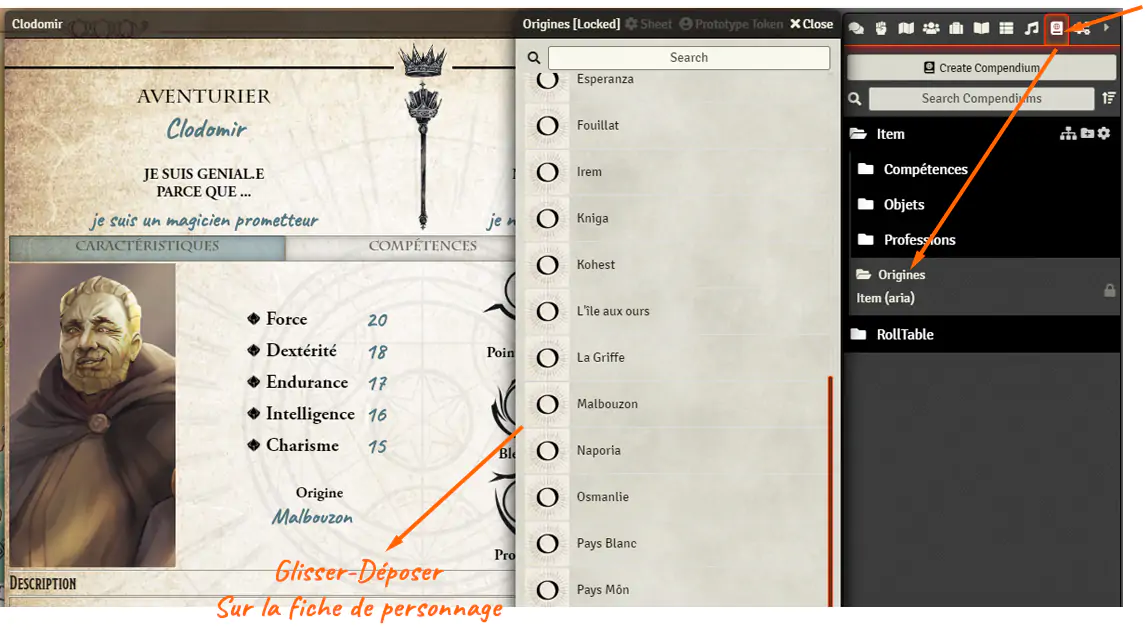 Clodomir
AVENTURIER
Clodomir
JE SUIS GENIAL.E
PARCE QUE ...
je suis un magicien prometteur
je
CARACTÉRISTIQUES
COMPÉTENCES
Force 20
Dextérité 18
Endurance 17
Intelligence 16
Charisme 15
Origine
Malbouzon
Poin
Blo
Pro
Glisser-Déposer
Sur la fiche de personnage
DESCRIPTION
Origines [Locked] Sheet Prototype Token Close
Search
Esperanza
Fouillat
Irem
Kniga
Kohest
L'île aux ours
La Griffe
Malbouzon
Naporia
Osmanlie
Pays Blanc
Pays Môn
Create Compendium
Search Compendiums
Item
Compétences
Objets
Professions
Origines
Item (aria)
RollTable